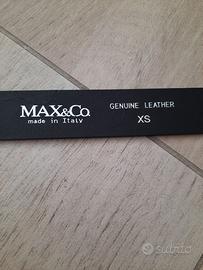 MAX&Co.
made in Italy
GENUINE LEATHER
XS
subito